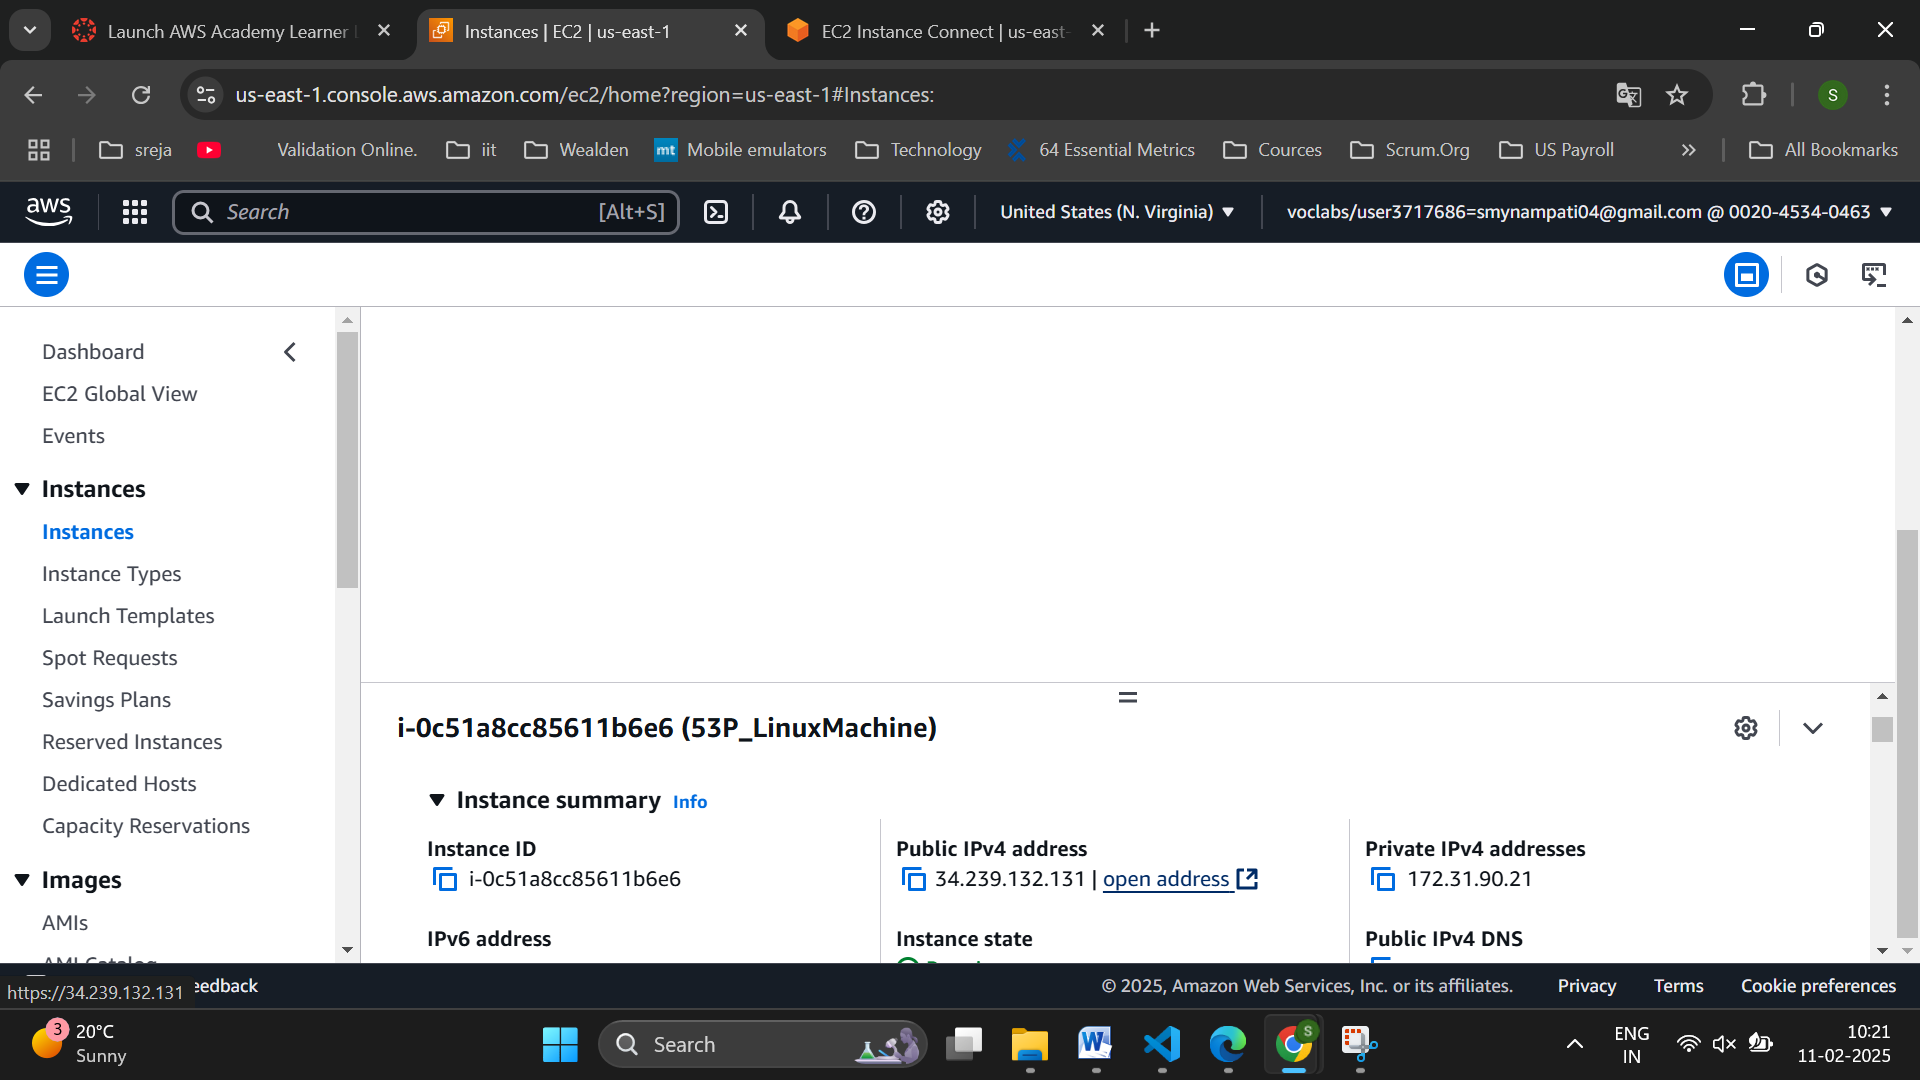 Launch AWS Academy Learner L
Instances | EC2 | us-east-1
EC2 Instance Connect | us-east-
us-east-1.console.aws.amazon.com/ec2/home?region=us-east-1#Instances:
S
sreja
Validation Online.
iit
Wealden
mt Mobile emulators
Technology
64 Essential Metrics
Cources
Scrum.Org
US Payroll
All Bookmarks
aws
Search
[Alt+S]
United States (N. Virginia)
voclabs/user3717686=smynampati04@gmail.com @ 0020-4534-0463
Dashboard
EC2 Global View
Events
Instances
Instances
Instance Types
Launch Templates
Spot Requests
Savings Plans
Reserved Instances
Dedicated Hosts
Capacity Reservations
Images
AMIs
AMI Catalog
i-0c51a8cc85611b6e6 (53P_LinuxMachine)
Instance summary Info
Instance ID
i-0c51a8cc85611b6e6
Public IPv4 address
34.239.132.131 | open address
Private IPv4 addresses
172.31.90.21
IPv6 address
Instance state
Public IPv4 DNS
https://34.239.132.131
eedback
© 2025, Amazon Web Services, Inc. or its affiliates.
Privacy
Terms
Cookie preferences
3
20°C
Sunny
Search
S
ENG
IN
10:21
11-02-2025